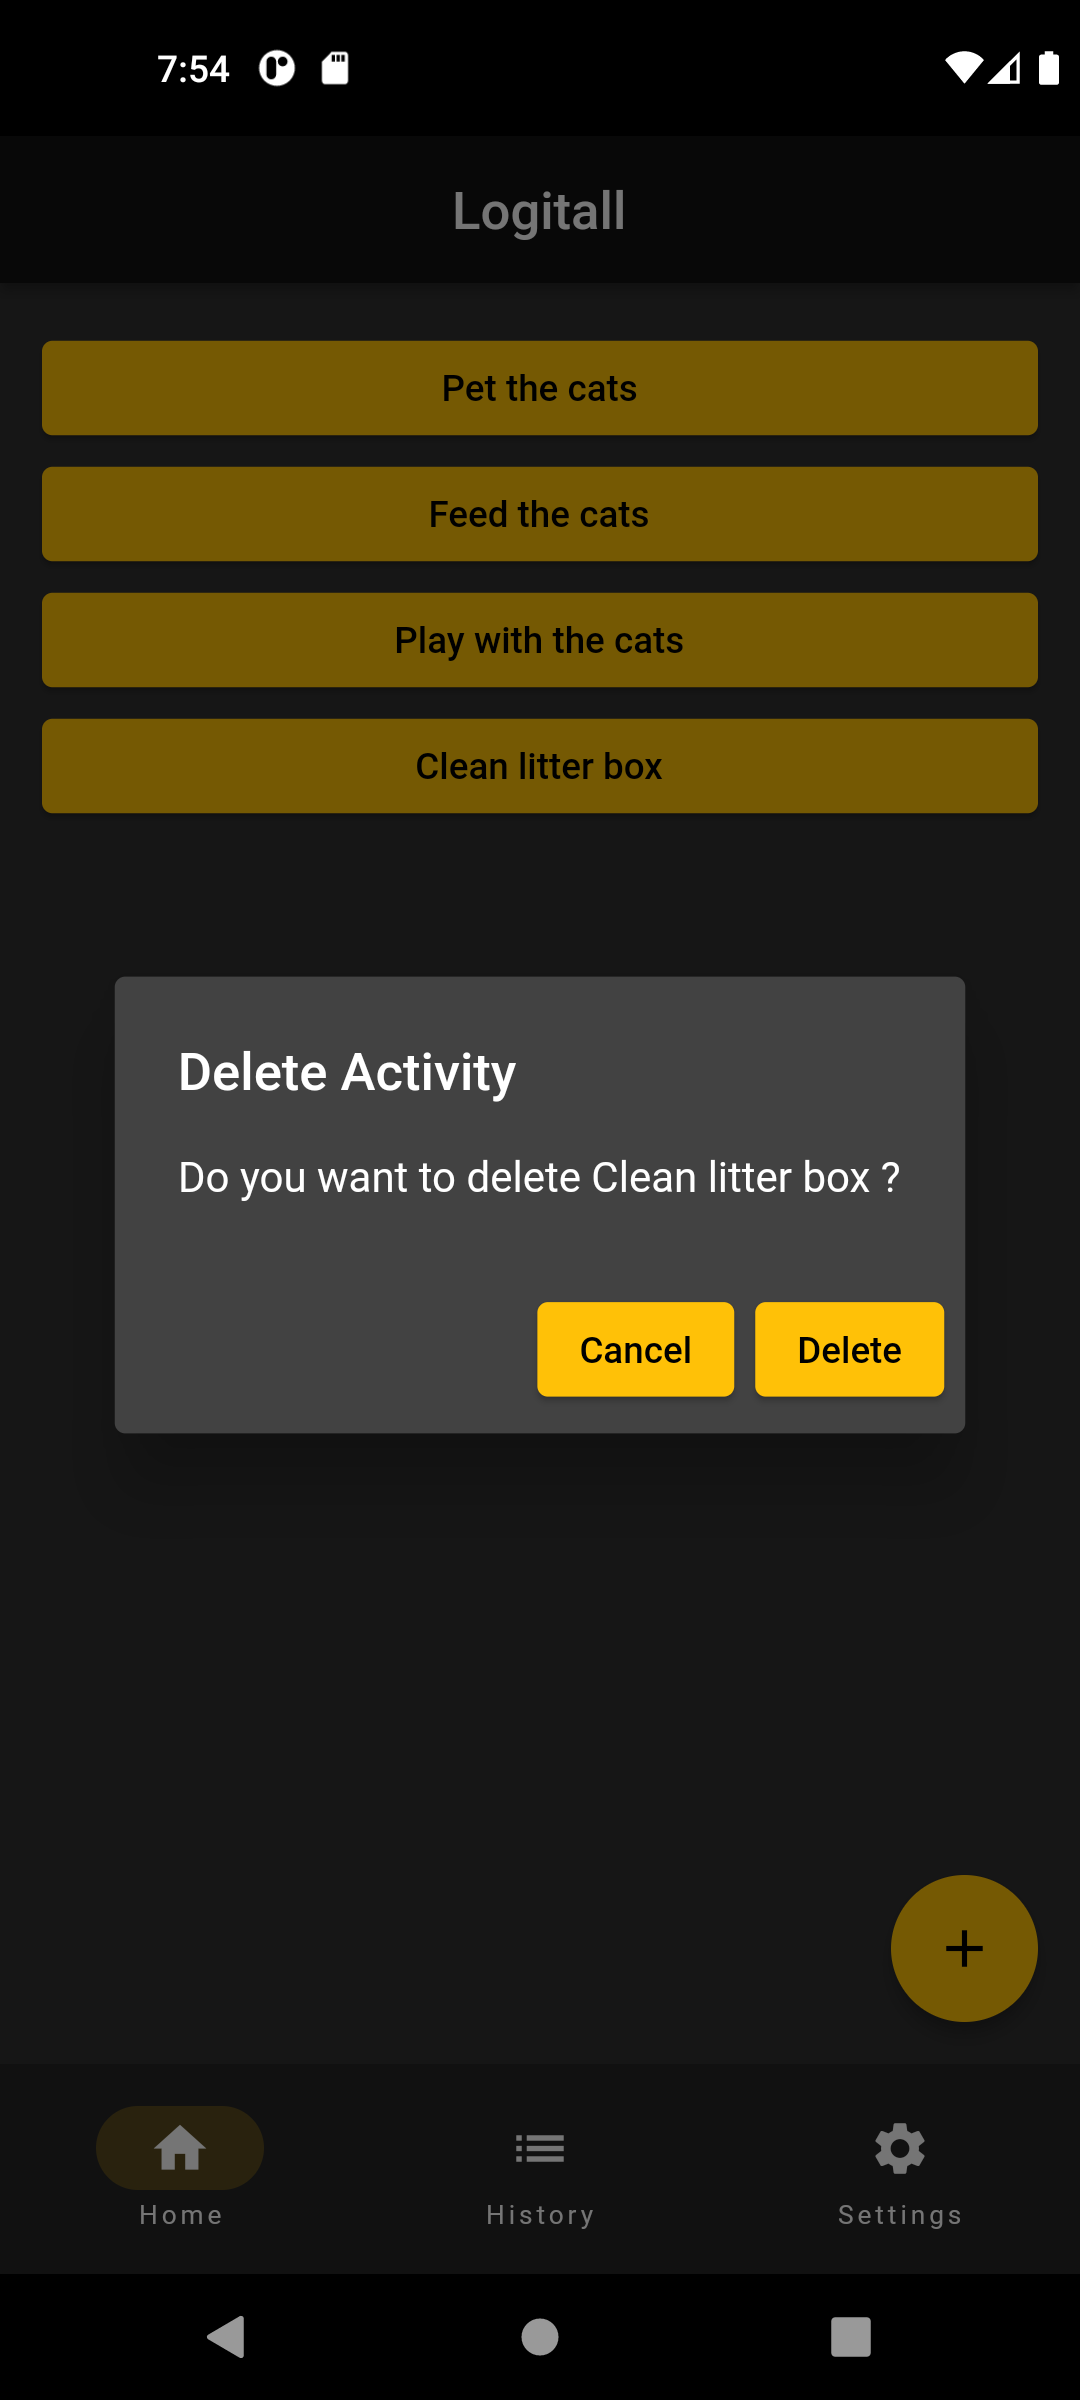 7:54
Logitall
Pet the cats
Feed the cats
Play with the cats
Clean litter box
Delete Activity
Do you want to delete Clean litter box ?
Cancel Delete
Home History Settings